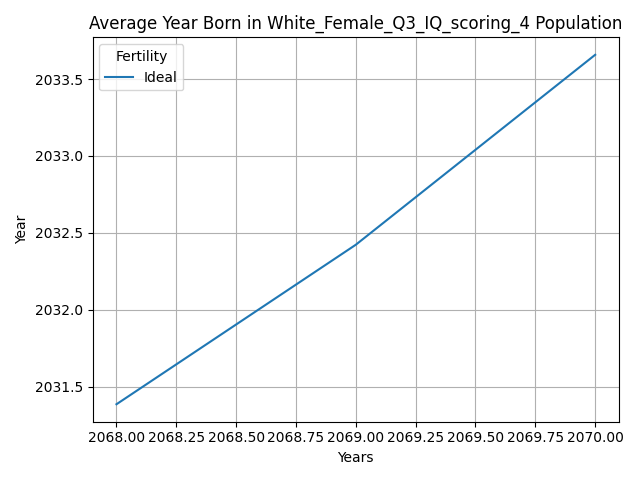 Average Year Born in White_Female_Q3_IQ_scoring_4 Population
Fertility
Ideal
2033.5
2033.0
2032.5
2032.0
2031.5
Year
2068.00 2068.25 2068.50 2068.75 2069.00 2069.25 2069.50 2069.75 2070.00
Years